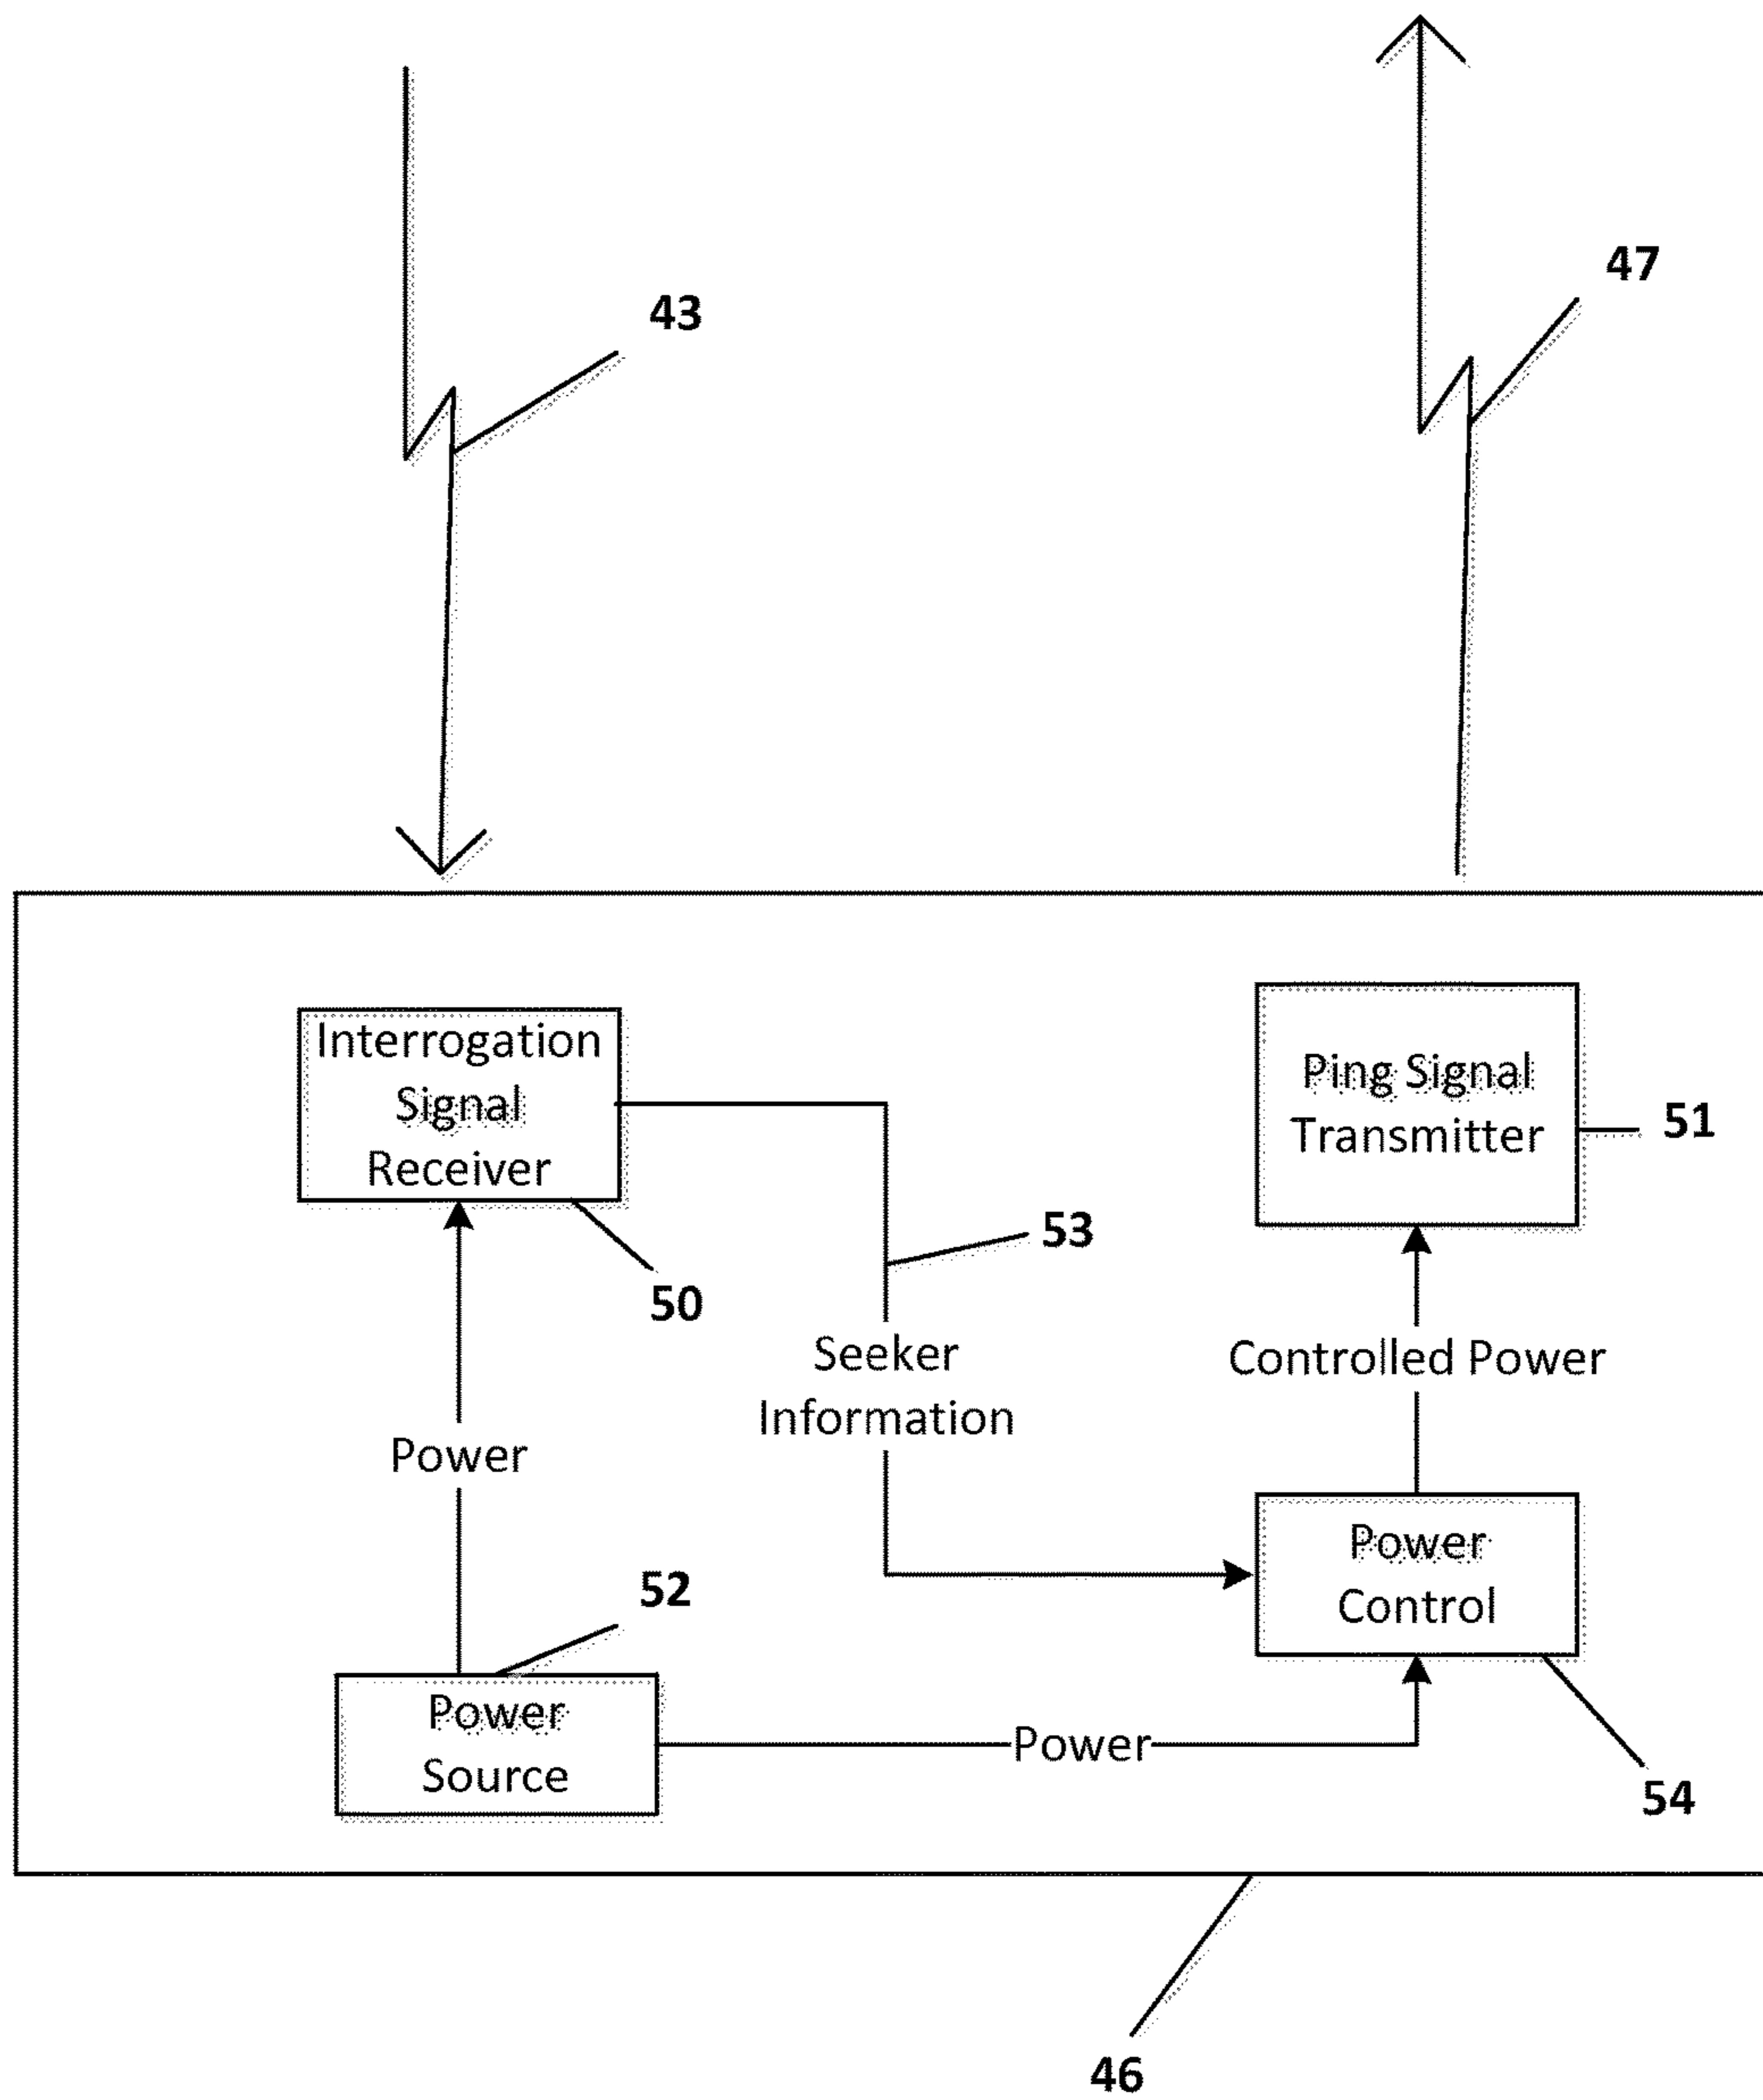 47
43
Interrogation
Signal
Receiver
Ping Signal
Transmitter
51
53
50
Seeker
Information
Controlled Power
Power
Power
Control
52
Power
Source
Power
54
46